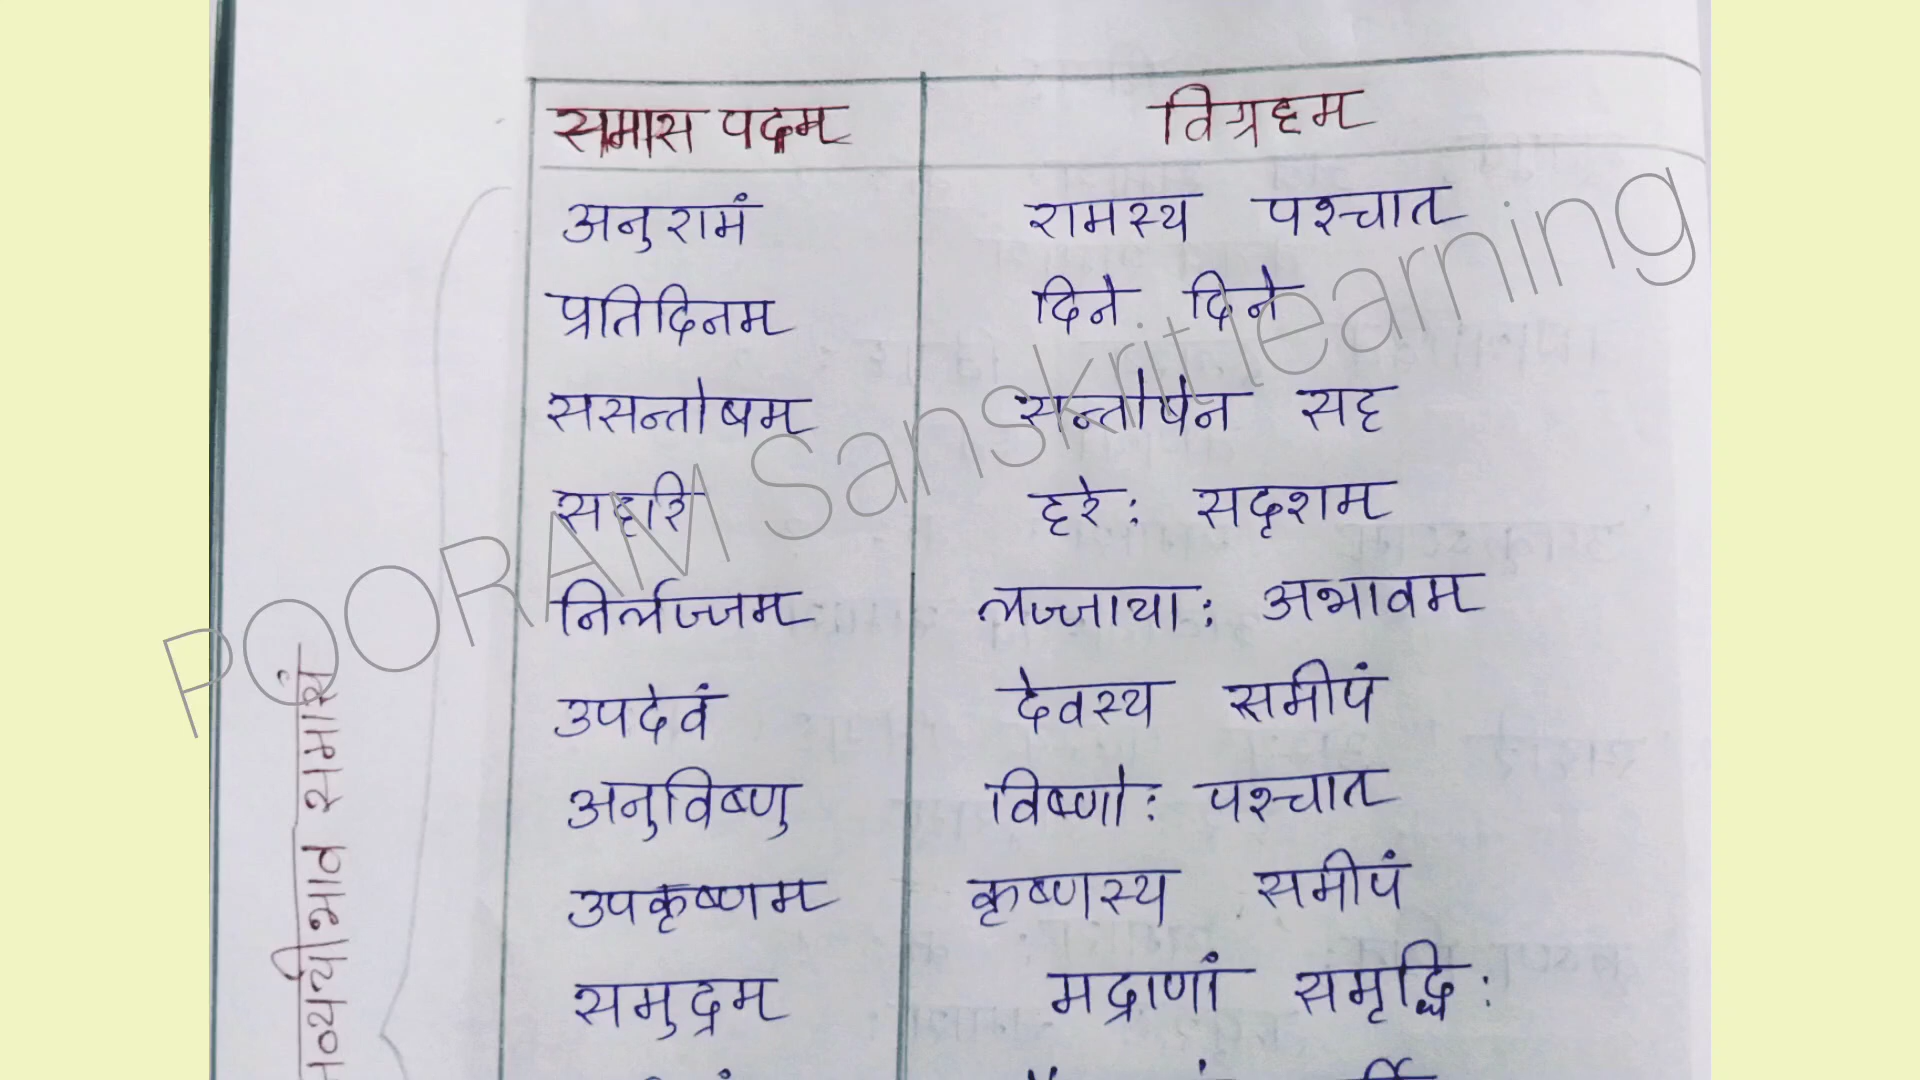 समास पदम विग्रहम
अनुरामं रामस्य पश्चात
प्रतिदिनम दिने दिने
ससन्तोषम सन्तोषेन सह
सहरि हरेः सदृशम
निर्लज्जम लज्जायाः अभावम
उपदेवं देवस्य समीपं
अनुविष्णु विष्णोः पश्चात
उपकृष्णम कृष्णस्य समीपं
समुद्रम मद्राणां समृद्धिः
अव्ययीभाव समासं
POORAM Sanskrit learning